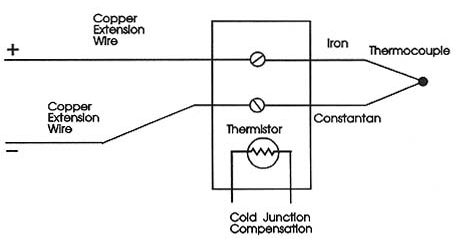 Copper
Extension
Wire
+
Iron
Thermocouple
Copper
Extension
Wire
Constantan
Thermistor
−
Cold Junction
Compensation